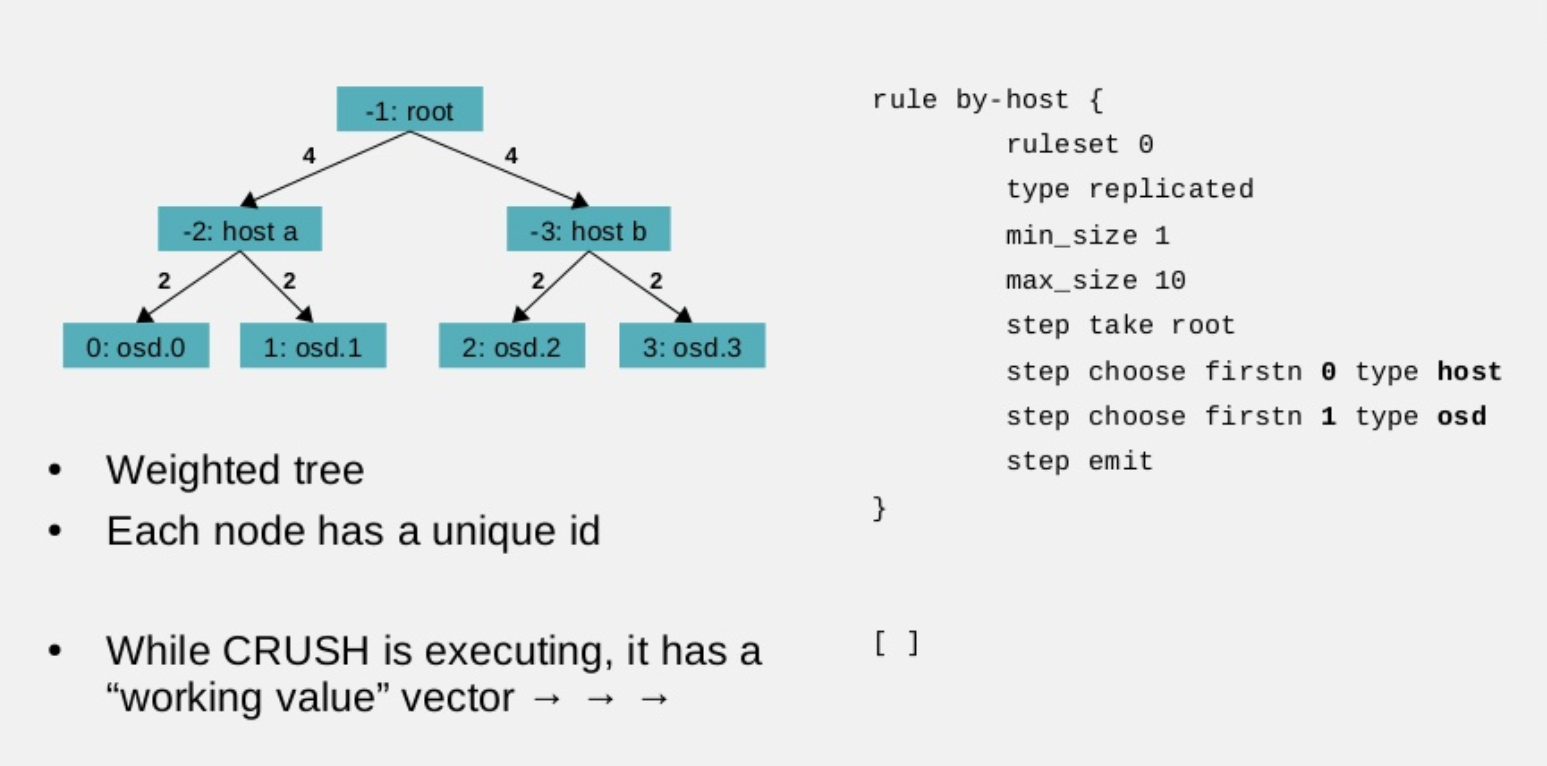 -1: root
4 4
-2: host a -3: host b
2 2 2 2
0: osd.0 1: osd.1 2: osd.2 3: osd.3
• Weighted tree
• Each node has a unique id
• While CRUSH is executing, it has a
“working value” vector → → →
rule by-host {
ruleset 0
type replicated
min_size 1
max_size 10
step take root
step choose firstn 0 type host
step choose firstn 1 type osd
step emit
}
[ ]